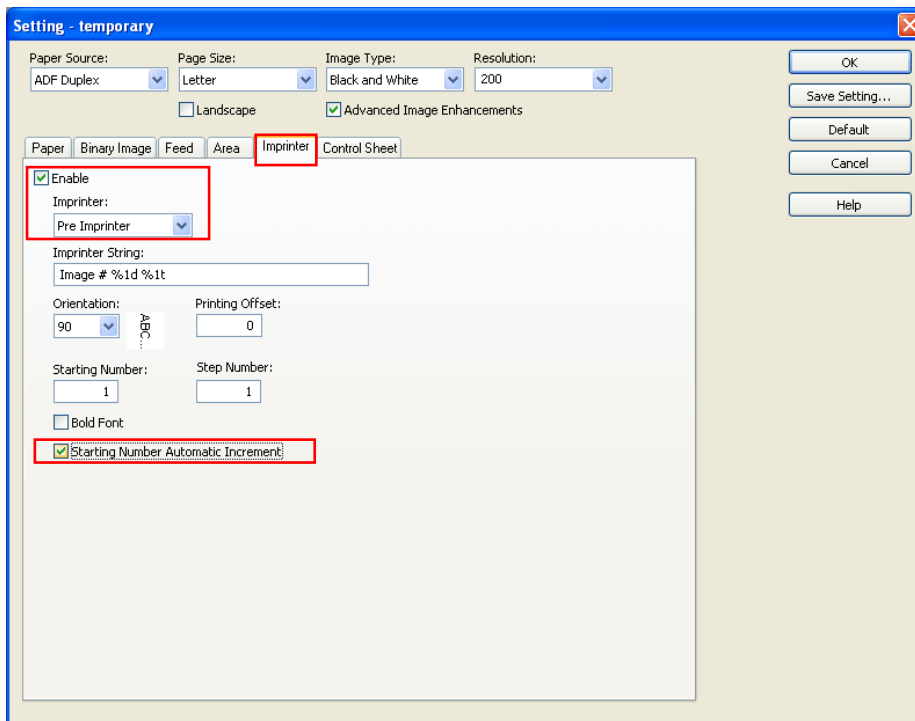 Setting - temporary
Paper Source: Page Size: Image Type: Resolution:
ADF Duplex Letter Black and White 200
Landscape Advanced Image Enhancements
OK
Save Setting...
Default
Cancel
Help
Paper Binary Image Feed Area Imprinter Control Sheet
Enable
Imprinter:
Pre Imprinter
Imprinter String:
Image # %1d %1t
Orientation: Printing Offset:
90 ABC... 0
Starting Number: Step Number:
1 1
Bold Font
Starting Number Automatic Increment